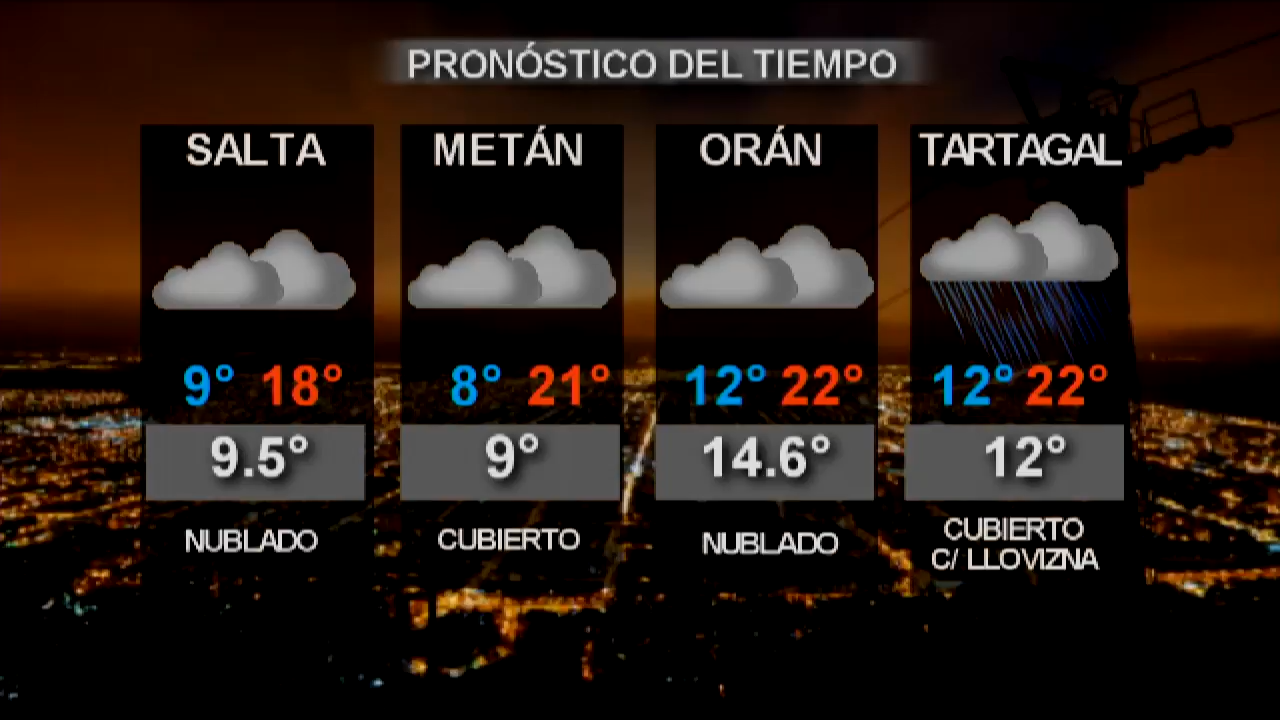 PRONÓSTICO DEL TIEMPO
SALTA
9° 18°
9.5°
NUBLADO
METÁN
8° 21°
9°
CUBIERTO
ORÁN
12° 22°
14.6°
NUBLADO
TARTAGAL
12° 22°
12°
CUBIERTO
C/ LLOVIZNA